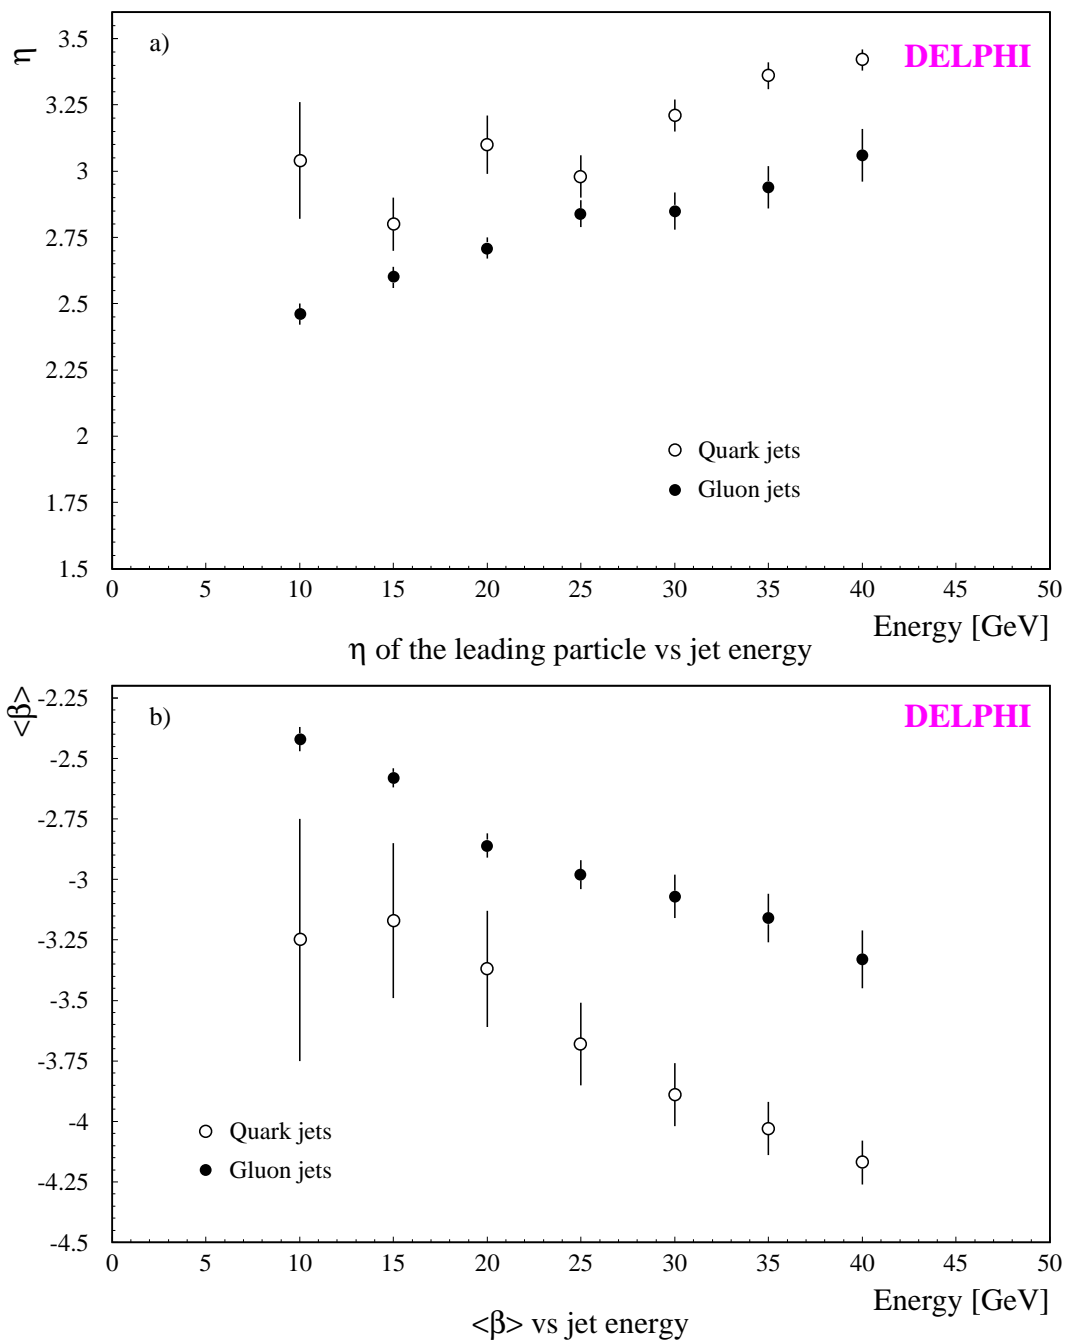 η
a)
DELPHI
3.5
3.25
3
2.75
2.5
2.25
2
1.75
1.5
Quark jets
Gluon jets
0 5 10 15 20 25 30 35 40 45 50
Energy [GeV]
η of the leading particle vs jet energy
<β>
b)
DELPHI
-2.25
-2.5
-2.75
-3
-3.25
-3.5
-3.75
-4
-4.25
-4.5
Quark jets
Gluon jets
0 5 10 15 20 25 30 35 40 45 50
Energy [GeV]
<β> vs jet energy